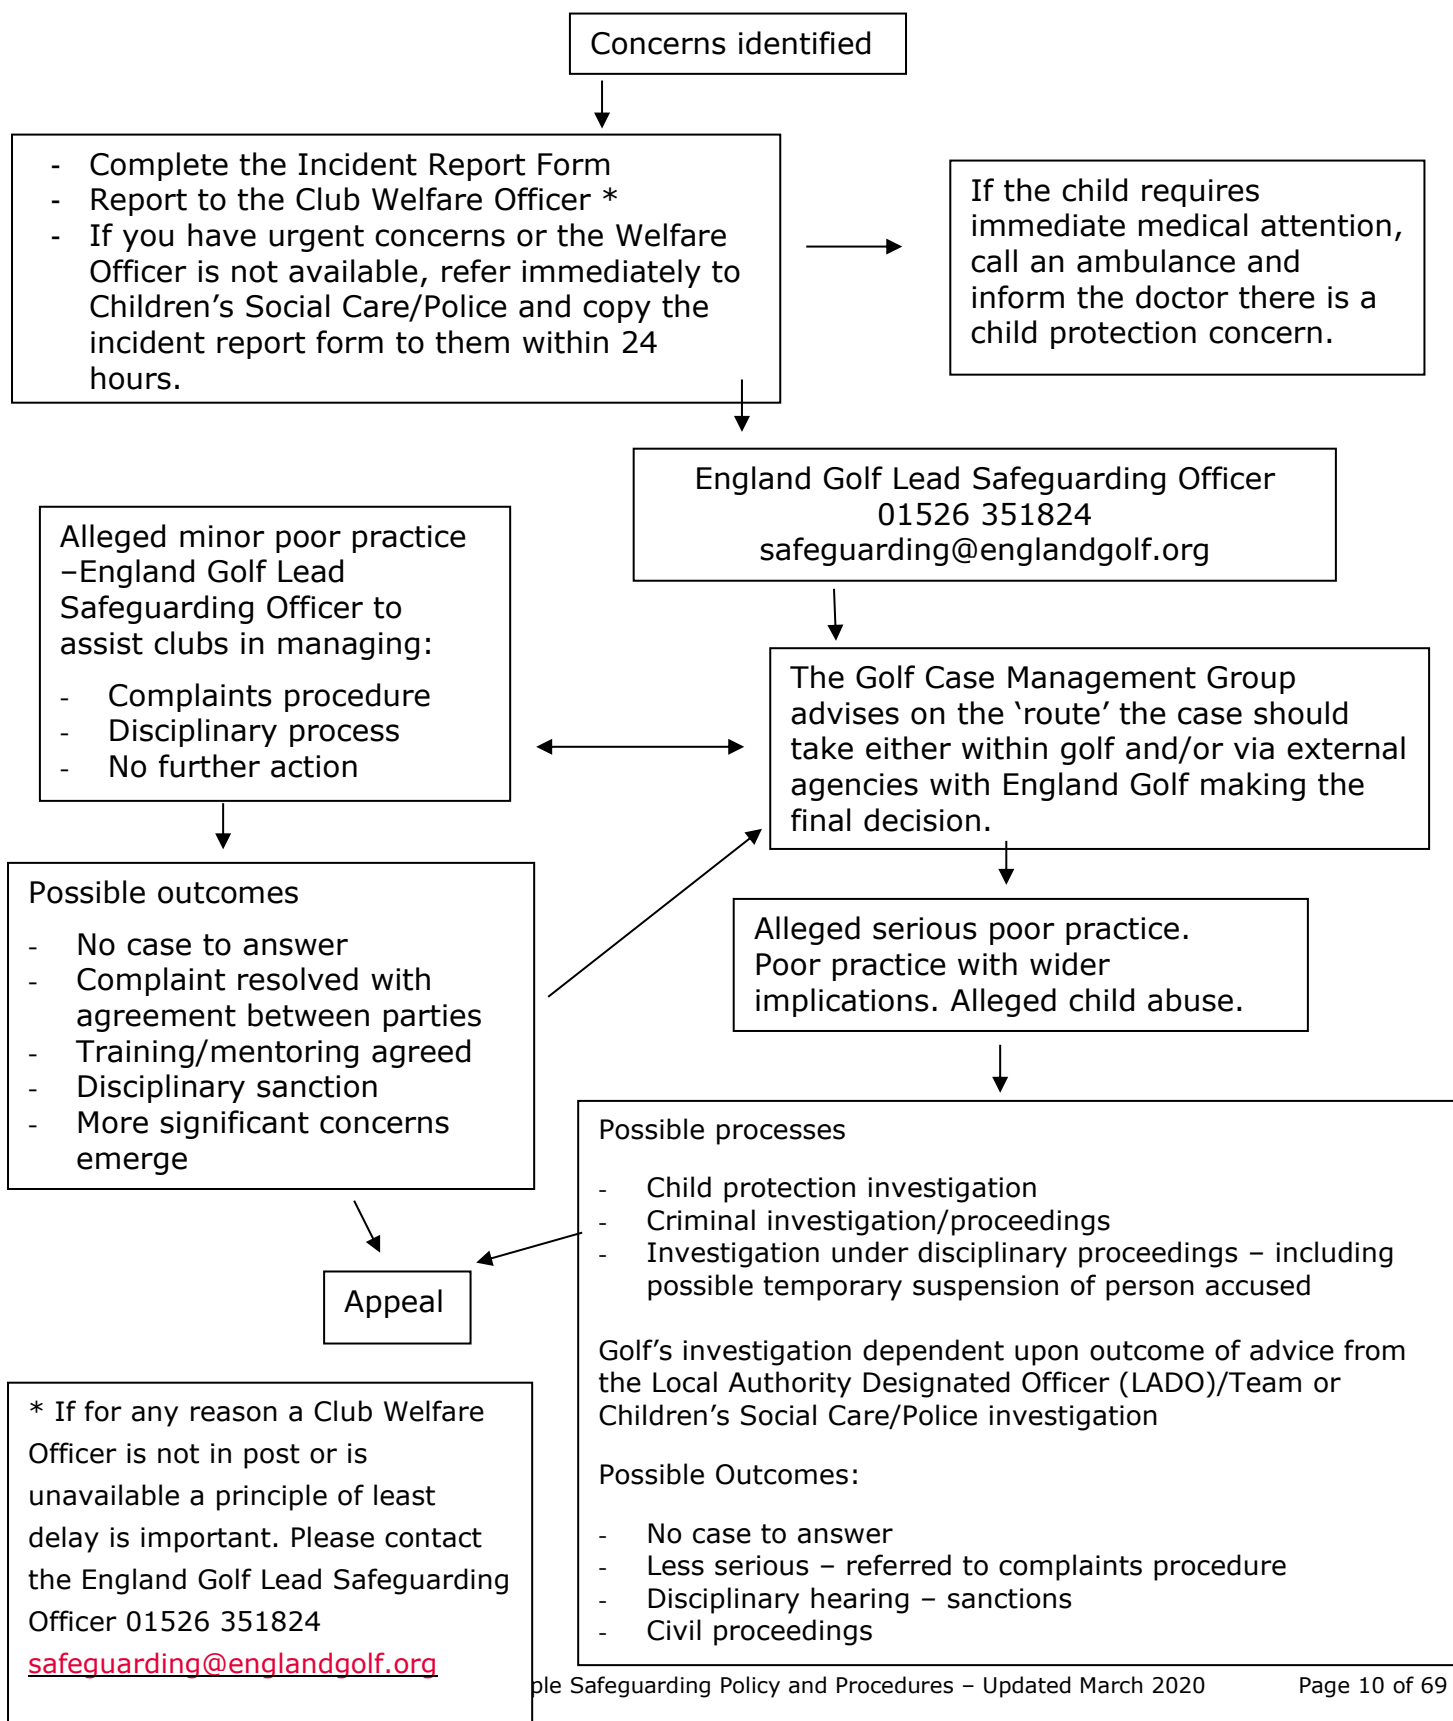 Concerns identified
- Complete the Incident Report Form
- Report to the Club Welfare Officer *
- If you have urgent concerns or the Welfare
Officer is not available, refer immediately to
Children’s Social Care/Police and copy the
incident report form to them within 24
hours.
If the child requires
immediate medical attention,
call an ambulance and
inform the doctor there is a
child protection concern.
England Golf Lead Safeguarding Officer
01526 351824
safeguarding@englandgolf.org
Alleged minor poor practice
–England Golf Lead
Safeguarding Officer to
assist clubs in managing:
- Complaints procedure
- Disciplinary process
- No further action
The Golf Case Management Group
advises on the ‘route’ the case should
take either within golf and/or via external
agencies with England Golf making the
final decision.
Possible outcomes
- No case to answer
- Complaint resolved with
agreement between parties
- Training/mentoring agreed
- Disciplinary sanction
- More significant concerns
emerge
Alleged serious poor practice.
Poor practice with wider
implications. Alleged child abuse.
Possible processes
- Child protection investigation
- Criminal investigation/proceedings
- Investigation under disciplinary proceedings – including
possible temporary suspension of person accused
Golf’s investigation dependent upon outcome of advice from
the Local Authority Designated Officer (LADO)/Team or
Children’s Social Care/Police investigation
Possible Outcomes:
- No case to answer
- Less serious – referred to complaints procedure
- Disciplinary hearing – sanctions
- Civil proceedings
Appeal
* If for any reason a Club Welfare
Officer is not in post or is
unavailable a principle of least
delay is important. Please contact
the England Golf Lead Safeguarding
Officer 01526 351824
safeguarding@englandgolf.org
ple Safeguarding Policy and Procedures – Updated March 2020 Page 10 of 69